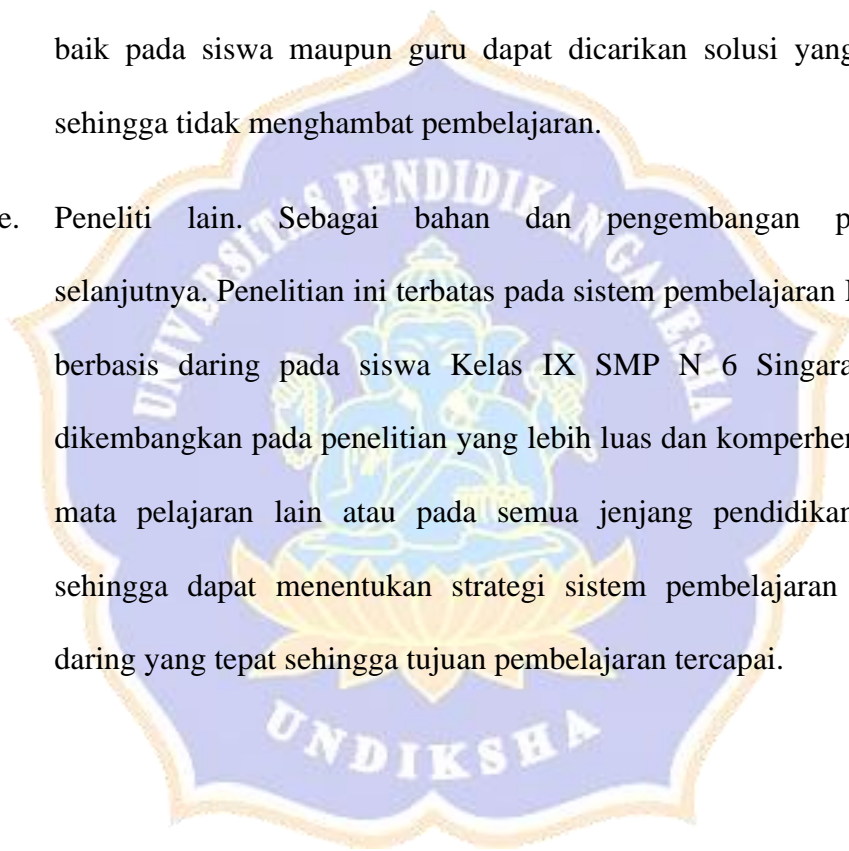 baik pada siswa maupun guru dapat dicarikan solusi yang
sehingga tidak menghambat pembelajaran.
e. Peneliti lain. Sebagai bahan dan pengembangan p
selanjutnya. Penelitian ini terbatas pada sistem pembelajaran
berbasis daring pada siswa Kelas IX SMP N 6 Singara
dikembangkan pada penelitian yang lebih luas dan komperhe
mata pelajaran lain atau pada semua jenjang pendidikan
sehingga dapat menentukan strategi sistem pembelajaran
daring yang tepat sehingga tujuan pembelajaran tercapai.
UNIVERSITAS PENDIDIKAN GANESHA
UNDIKSHA